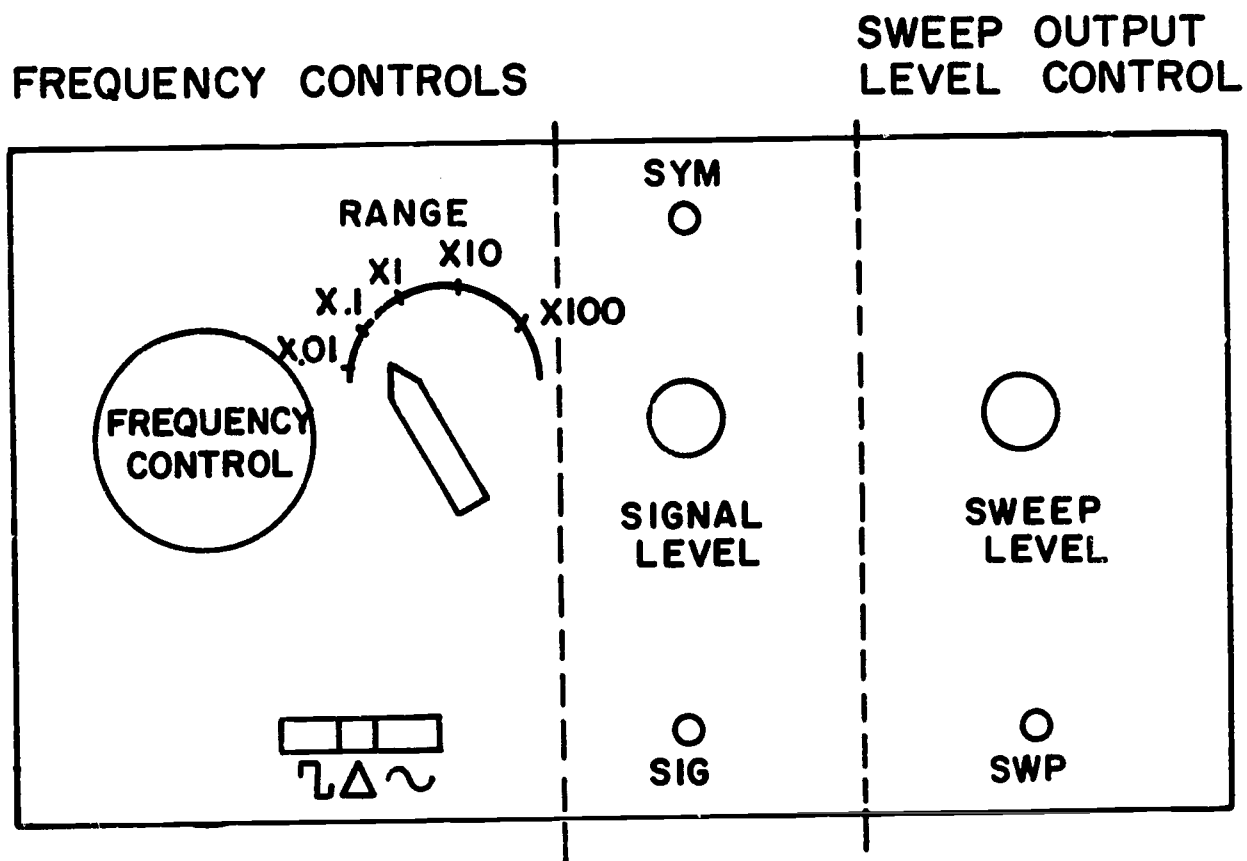 FREQUENCY CONTROLS
SWEEP OUTPUT
LEVEL CONTROL
RANGE
X.01
X.1
X1
X10
X100
FREQUENCY
CONTROL
SYM
SIGNAL
LEVEL
SIG
SWEEP
LEVEL
SWP